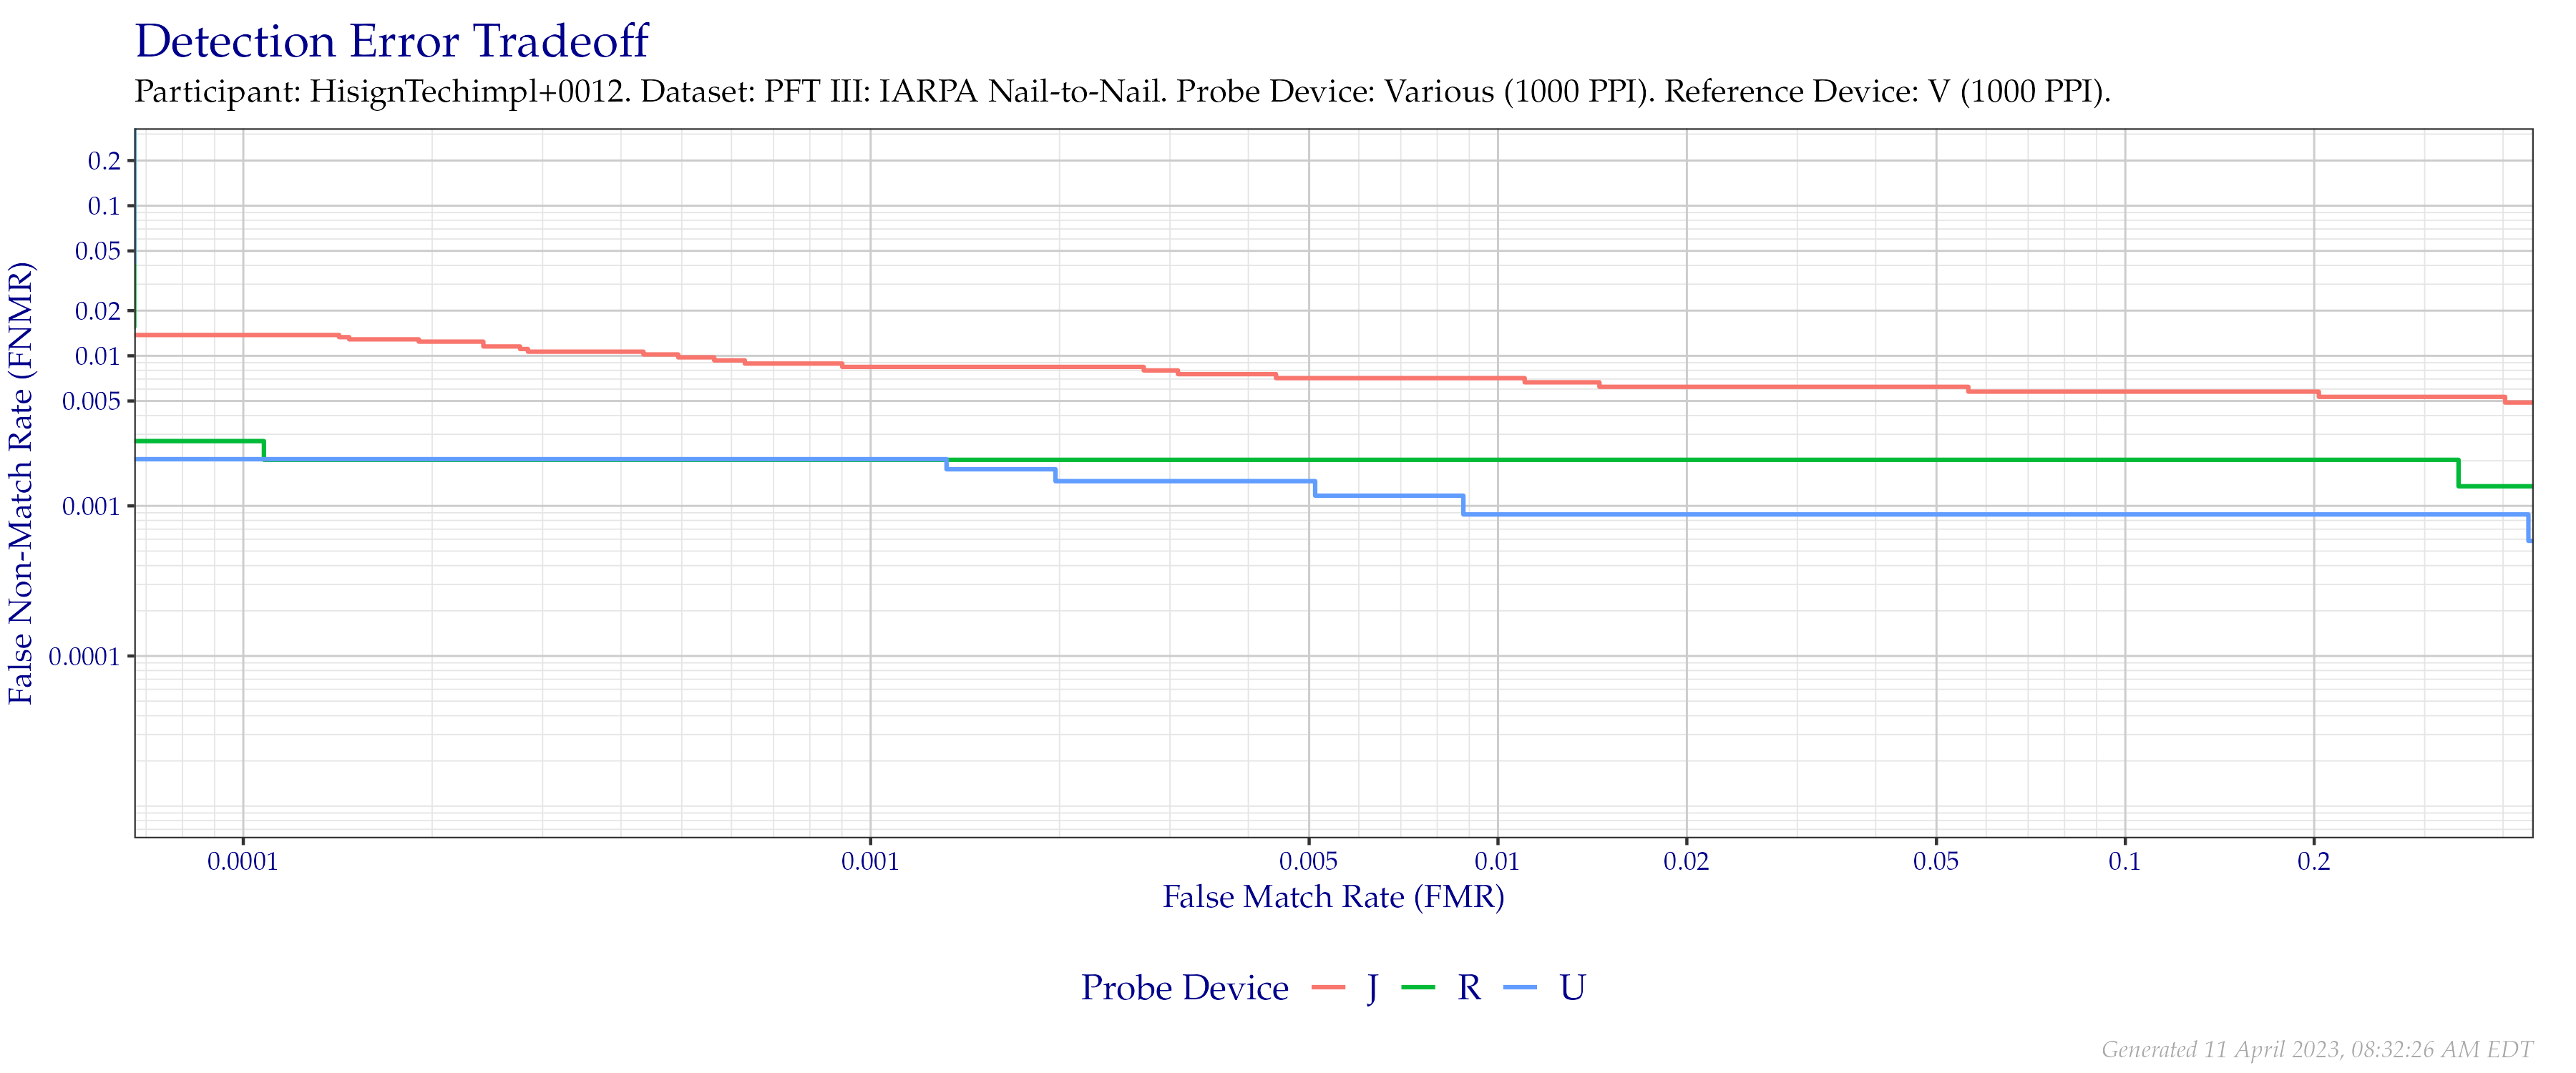 Detection Error Tradeoff
Participant: HisignTechimpl+0012. Dataset: PFT III: IARPA Nail-to-Nail. Probe Device: Various (1000 PPI). Reference Device: V (1000 PPI).
False Non-Match Rate (FNMR)
0.2
0.1
0.05
0.02
0.01
0.005
0.001
0.0001
0.0001 0.001 0.005 0.01 0.02 0.05 0.1 0.2
False Match Rate (FMR)
Probe Device J R U
Generated 11 April 2023, 08:32:26 AM EDT